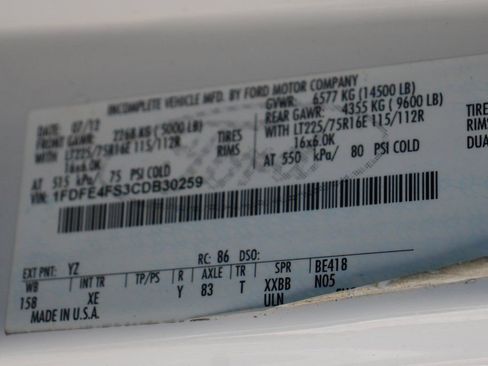 INCOMPLETE VEHICLE MFD. BY FORD MOTOR COMPANY
DATE: 07/12 GVWR: 6577 KG (14500 LB)
FRONT GAWR: 2268 KG (5000 LB) REAR GAWR: 4355 KG (9600 LB)
LT225/75R16E 115/112R TIRES WITH LT225/75R16E 115/112R TIRES
16x6.0K RIMS 16x6.0K RIMS
AT 515 kPa/ 75 PSI COLD AT 550 kPa/ 80 PSI COLD DUA
VIN: 1FDFE4FS3CDB30259
EXT PNT: YZ RC: 86 DSO:
WB INT TR TP/PS R AXLE TR SPR BE418
158 XE Y 83 T XXBB N05
MADE IN U.S.A. ULN